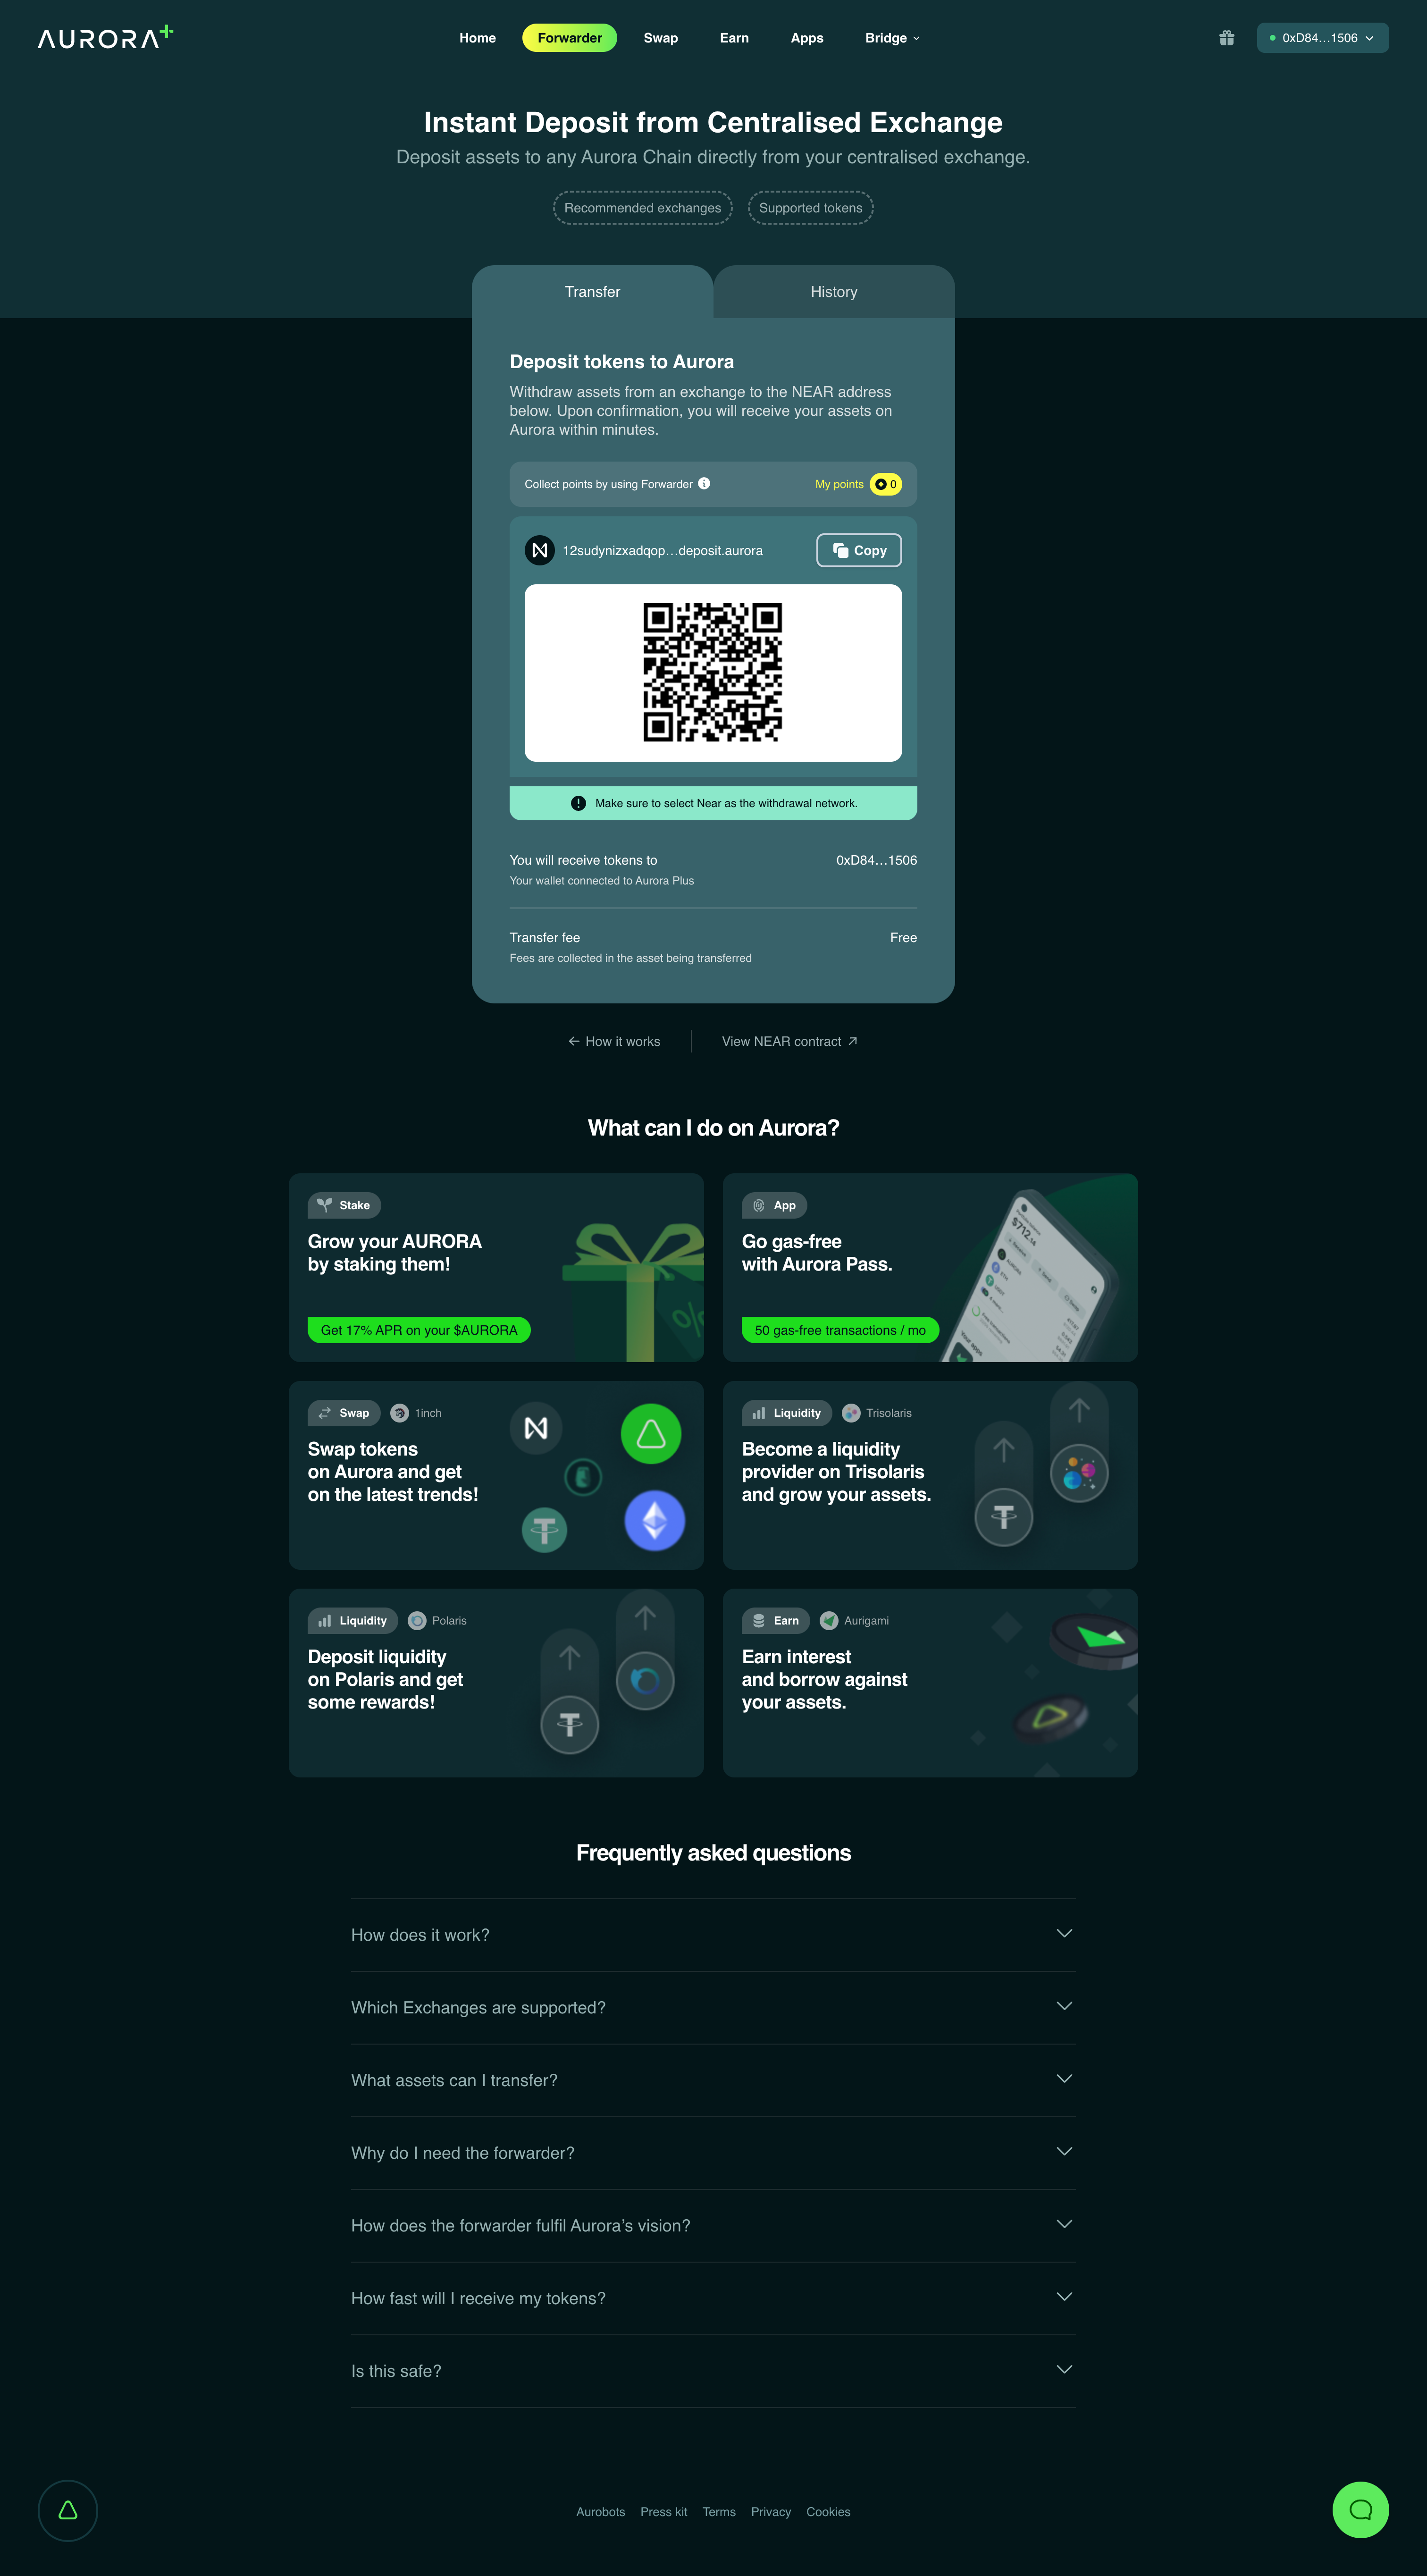 AURORA+
Home
Forwarder
Swap
Earn
Apps
Bridge
0xD84…1506
Instant Deposit from Centralised Exchange
Deposit assets to any Aurora Chain directly from your centralised exchange.
Recommended exchanges
Supported tokens
Transfer
History
Deposit tokens to Aurora
Withdraw assets from an exchange to the NEAR address
below. Upon confirmation, you will receive your assets on
Aurora within minutes.
Collect points by using Forwarder
My points
0
12sudynizxadqop…deposit.aurora
Copy
Make sure to select Near as the withdrawal network.
You will receive tokens to
0xD84…1506
Your wallet connected to Aurora Plus
Transfer fee
Free
Fees are collected in the asset being transferred
How it works
View NEAR contract
What can I do on Aurora?
Stake
Grow your AURORA
by staking them!
Get 17% APR on your $AURORA
%
App
Go gas-free
with Aurora Pass.
50 gas-free transactions / mo
$712.14
Your apps
Swap
1inch
Swap tokens
on Aurora and get
on the latest trends!
Liquidity
Trisolaris
Become a liquidity
provider on Trisolaris
and grow your assets.
Liquidity
Polaris
Deposit liquidity
on Polaris and get
some rewards!
Earn
Aurigami
Earn interest
and borrow against
your assets.
Frequently asked questions
How does it work?
Which Exchanges are supported?
What assets can I transfer?
Why do I need the forwarder?
How does the forwarder fulfil Aurora's vision?
How fast will I receive my tokens?
Is this safe?
Aurobots
Press kit
Terms
Privacy
Cookies